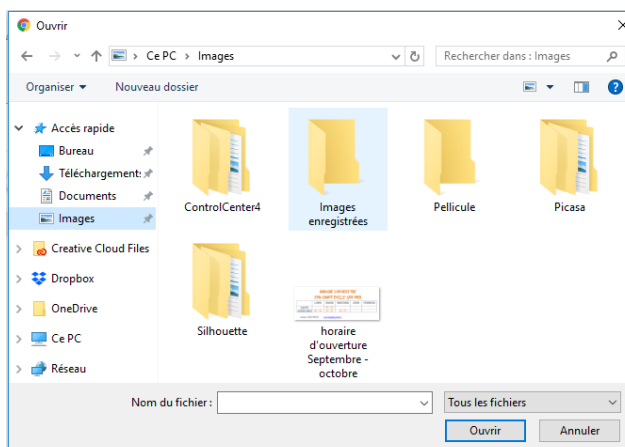 Ouvrir
Ce PC > Images
Rechercher dans : Images
Organiser
Nouveau dossier
Accès rapide
Bureau
Téléchargement:
Documents
Images
Creative Cloud Files
Dropbox
OneDrive
Ce PC
Réseau
ControlCenter4
Images
enregistrées
Pellicule
Picasa
Silhouette
horaire
d'ouverture
Septembre -
octobre
Nom du fichier :
Tous les fichiers
Ouvrir
Annuler